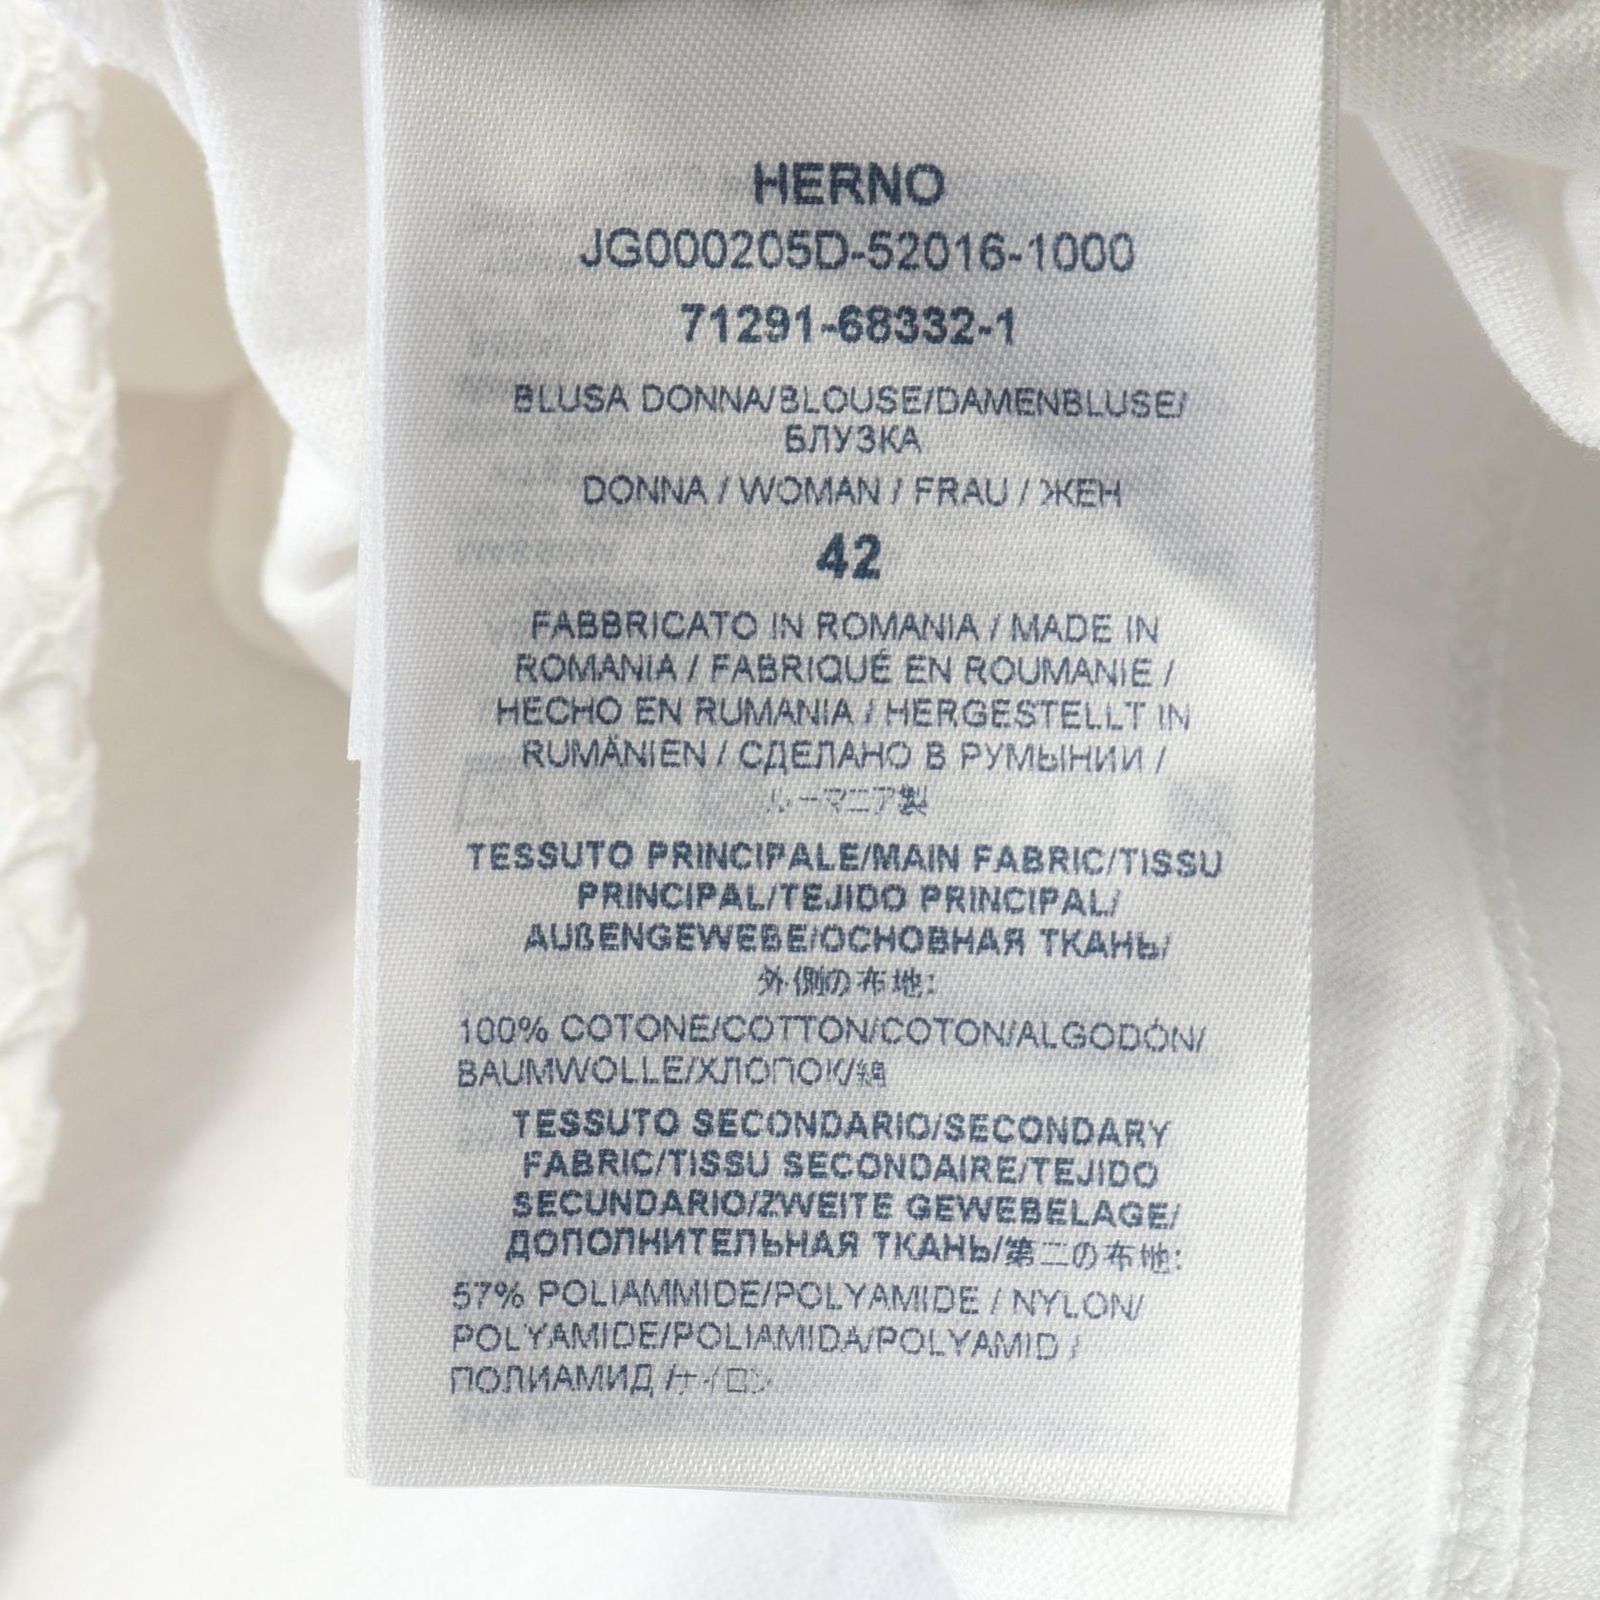 HERNO
JG000205D-52016-1000
71291-68332-1
BLUSA DONNA/BLOUSE/DAMENBLUSE/
БЛУЗКА
DONNA / WOMAN / FRAU / ЖЕН
42
FABBRICATO IN ROMANIA / MADE IN
ROMANIA / FABRIQUÉ EN ROUMANIE /
HECHO EN RUMANIA / HERGESTELLT IN
RUMÄNIEN / СДЕЛАНО В РУМЫНИИ /
ルーマニア製
TESSUTO PRINCIPALE/MAIN FABRIC/TISSU
PRINCIPAL/TEJIDO PRINCIPAL/
AUßENGEWEBE/ОСНОВНАЯ ТКАНЬ/
外側の布地:
100% COTONE/COTTON/COTON/ALGODÓN/
BAUMWOLLE/ХЛОПОК/綿
TESSUTO SECONDARIO/SECONDARY
FABRIC/TISSU SECONDAIRE/TEJIDO
SECUNDARIO/ZWEITE GEWEBELAGE/
ДОПОЛНИТЕЛЬНАЯ ТКАНЬ/第二の布地:
57% POLIAMMIDE/POLYAMIDE / NYLON/
POLYAMIDE/POLIAMIDA/POLYAMID /
ПОЛИАМИД /ナイロン